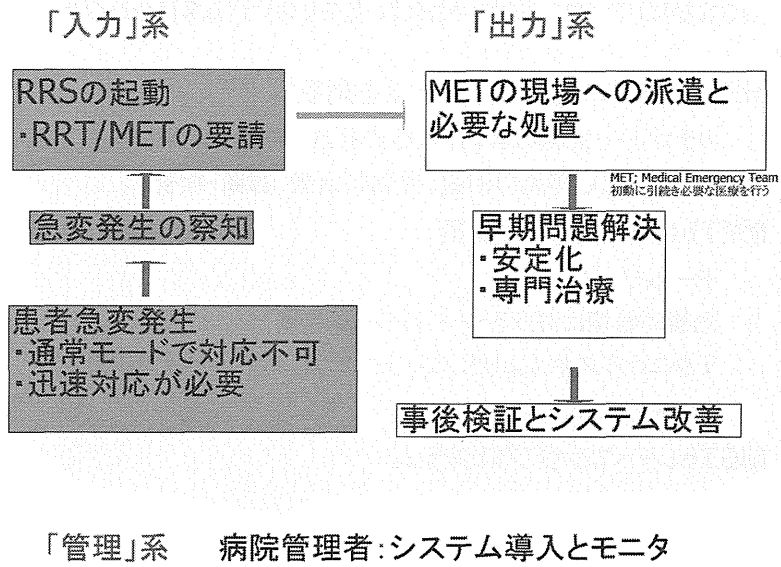 「入力」系
「出力」系
RRSの起動
・RRT/METの要請
METの現場への派遣と
必要な処置
MET; Medical Emergency Team
初動に引続き必要な医療を行う
急変発生の察知
早期問題解決
・安定化
・専門治療
患者急変発生
・通常モードで対応不可
・迅速対応が必要
事後検証とシステム改善
「管理」系 病院管理者:システム導入とモニタ